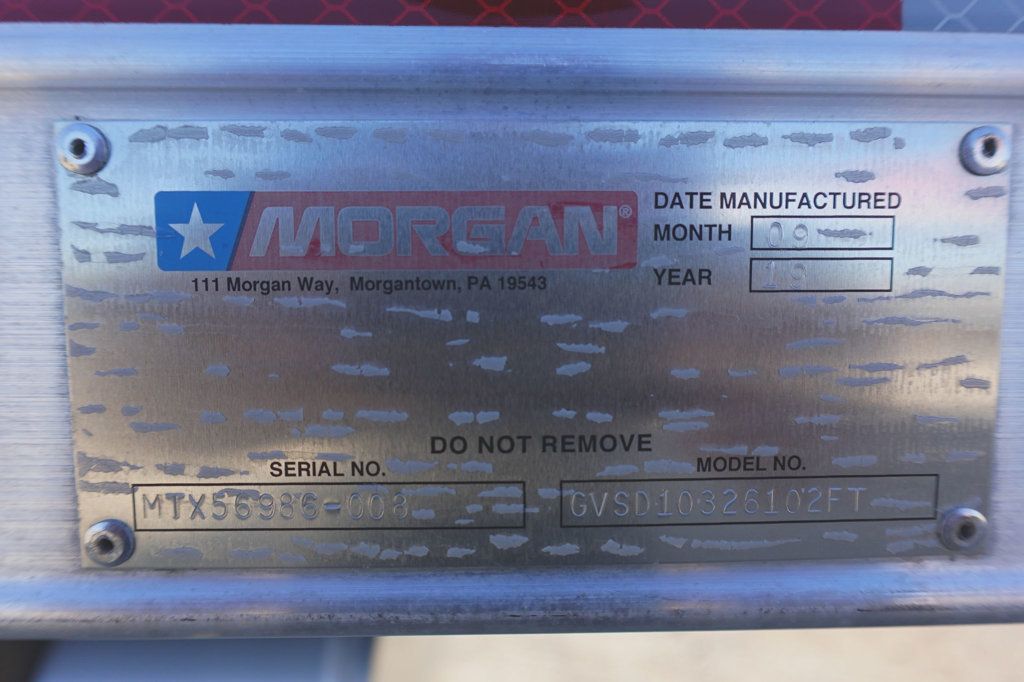 MORGAN®
111 Morgan Way, Morgantown, PA 19543
DATE MANUFACTURED
MONTH 09
YEAR 19
DO NOT REMOVE
SERIAL NO.
MTX56986-008
MODEL NO.
GVSD10326102FT